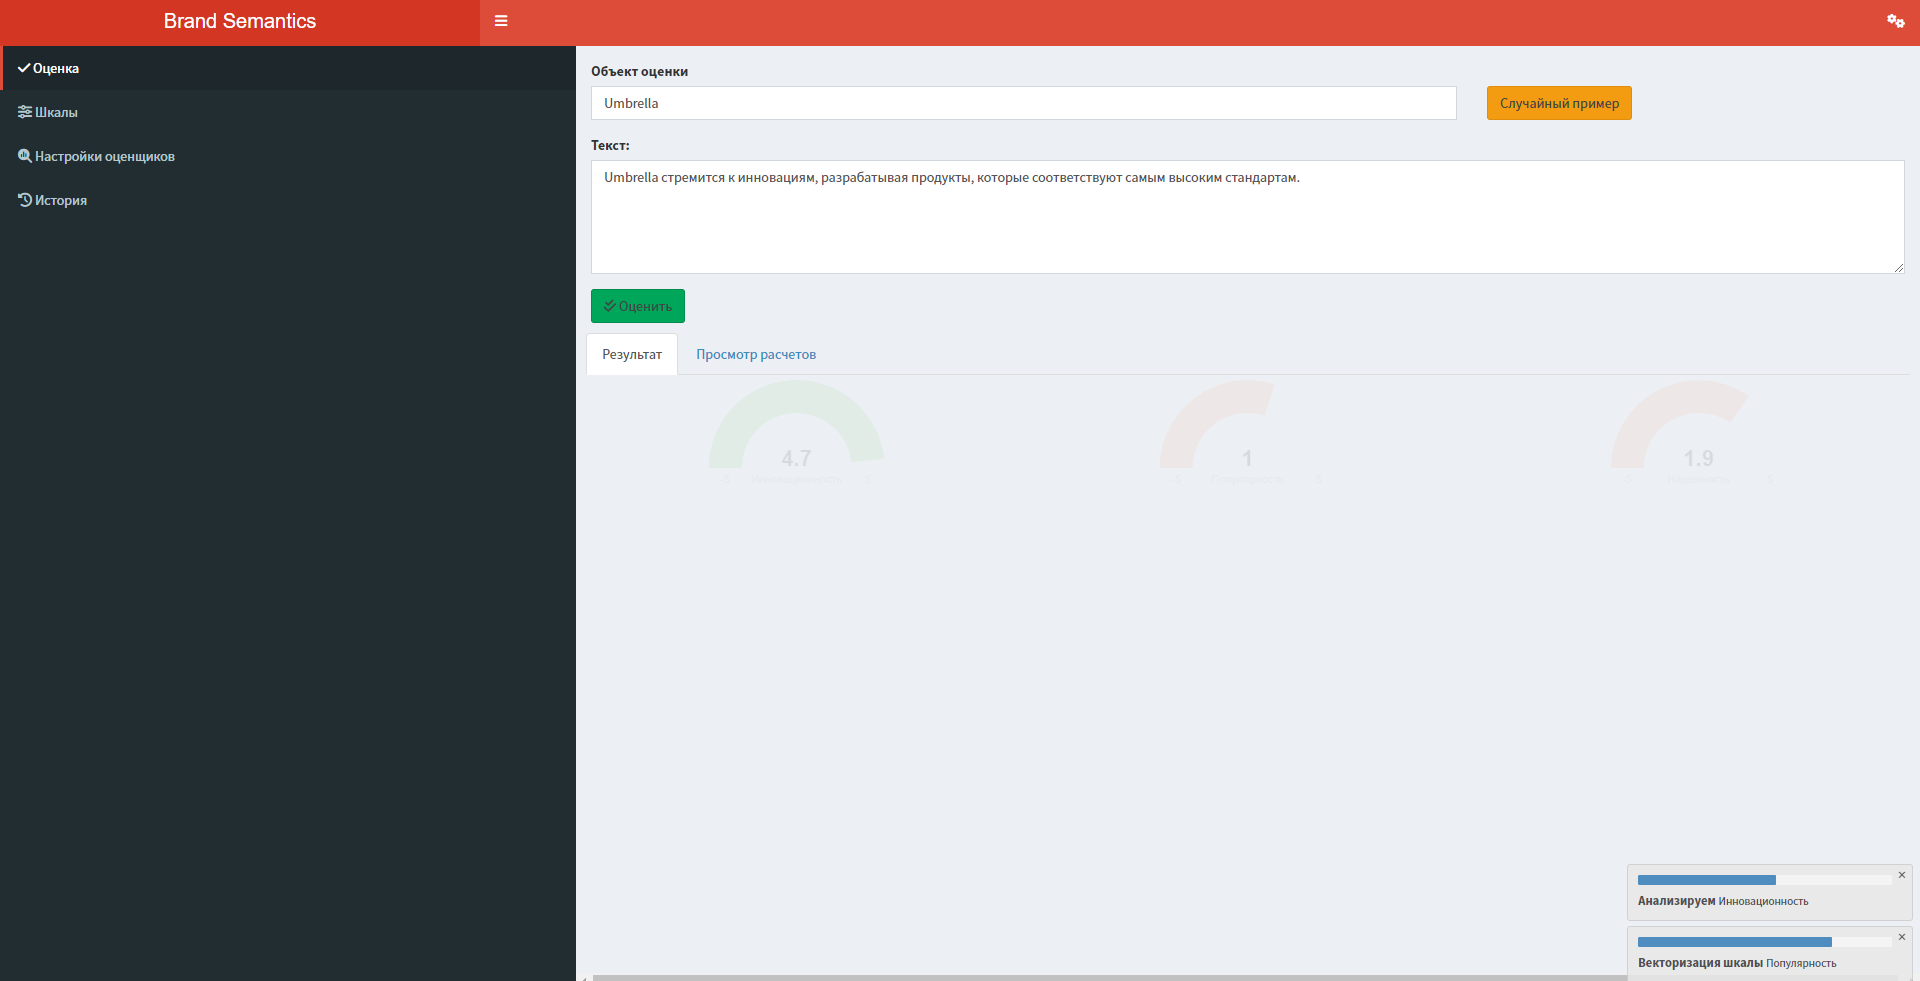 Brand Semantics
Оценка
Шкалы
Настройки оценщиков
История
Объект оценки
Umbrella
Случайный пример
Текст:
Umbrella стремится к инновациям, разрабатывая продукты, которые соответствуют самым высоким стандартам.
Оценить
Результат
Просмотр расчетов
4.7
1
1.9
Анализируем Инновационность
Векторизация шкалы Популярность